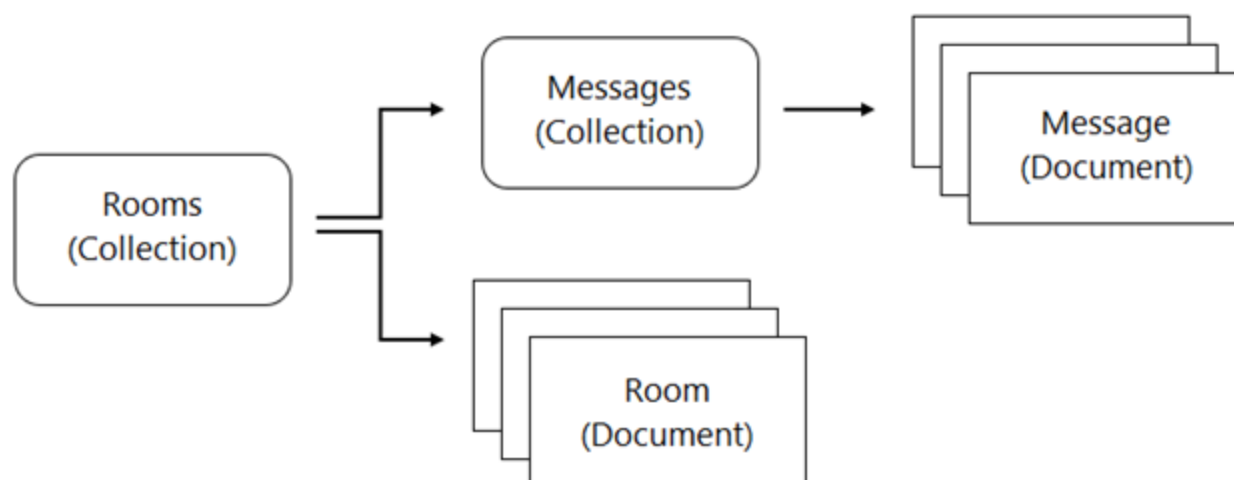 Rooms
(Collection)
Messages
(Collection)
Message
(Document)
Room
(Document)